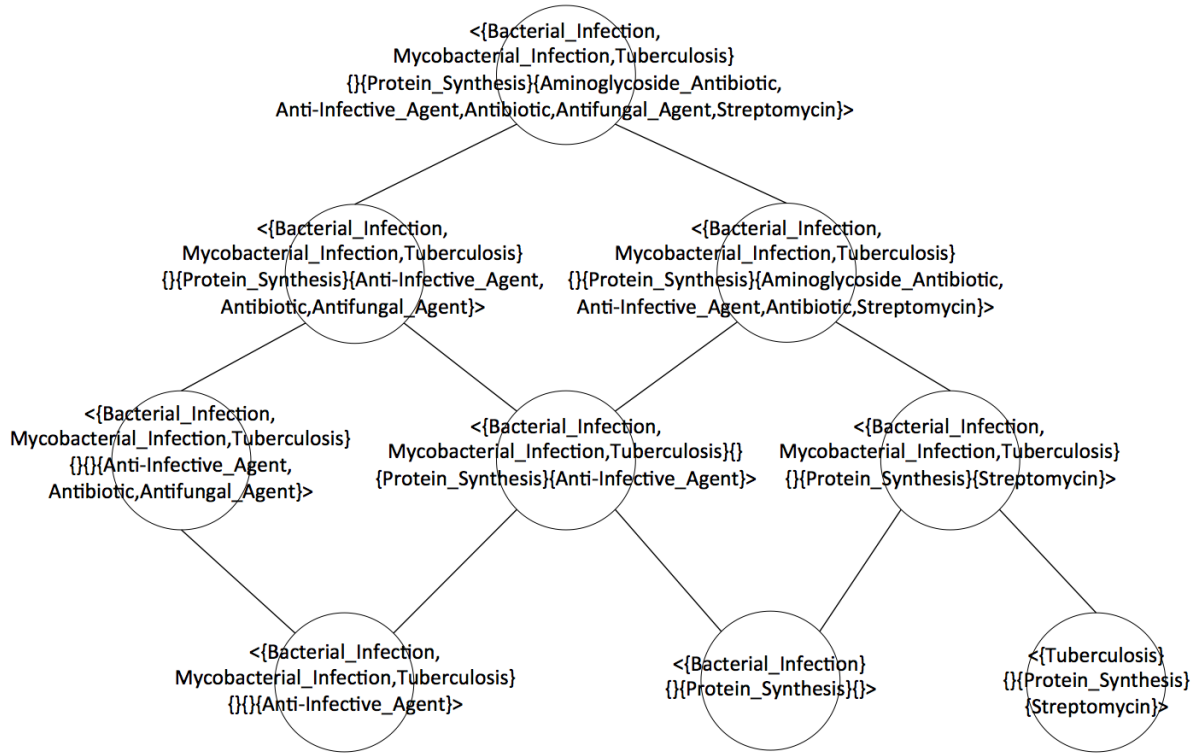 <{Bacterial_Infection,
Mycobacterial_Infection,Tuberculosis}
{}{Protein_Synthesis}{Aminoglycoside_Antibiotic,
Anti-Infective_Agent,Antibiotic,Antifungal_Agent,Streptomycin}>
<{Bacterial_Infection,
Mycobacterial_Infection,Tuberculosis}
{}{Protein_Synthesis}{Anti-Infective_Agent,
Antibiotic,Antifungal_Agent}>
<{Bacterial_Infection,
Mycobacterial_Infection,Tuberculosis}
{}{Protein_Synthesis}{Aminoglycoside_Antibiotic,
Anti-Infective_Agent,Antibiotic,Streptomycin}>
<{Bacterial_Infection,
Mycobacterial_Infection,Tuberculosis}
{}{}{Anti-Infective_Agent,
Antibiotic,Antifungal_Agent}>
<{Bacterial_Infection,
Mycobacterial_Infection,Tuberculosis}{}
{Protein_Synthesis}{Anti-Infective_Agent}>
<{Bacterial_Infection,
Mycobacterial_Infection,Tuberculosis}
{}{Protein_Synthesis}{Streptomycin}>
<{Bacterial_Infection,
Mycobacterial_Infection,Tuberculosis}
{}{}{Anti-Infective_Agent}>
<{Bacterial_Infection}
{}{Protein_Synthesis}{}>
<{Tuberculosis}
{}{Protein_Synthesis}
{Streptomycin}>